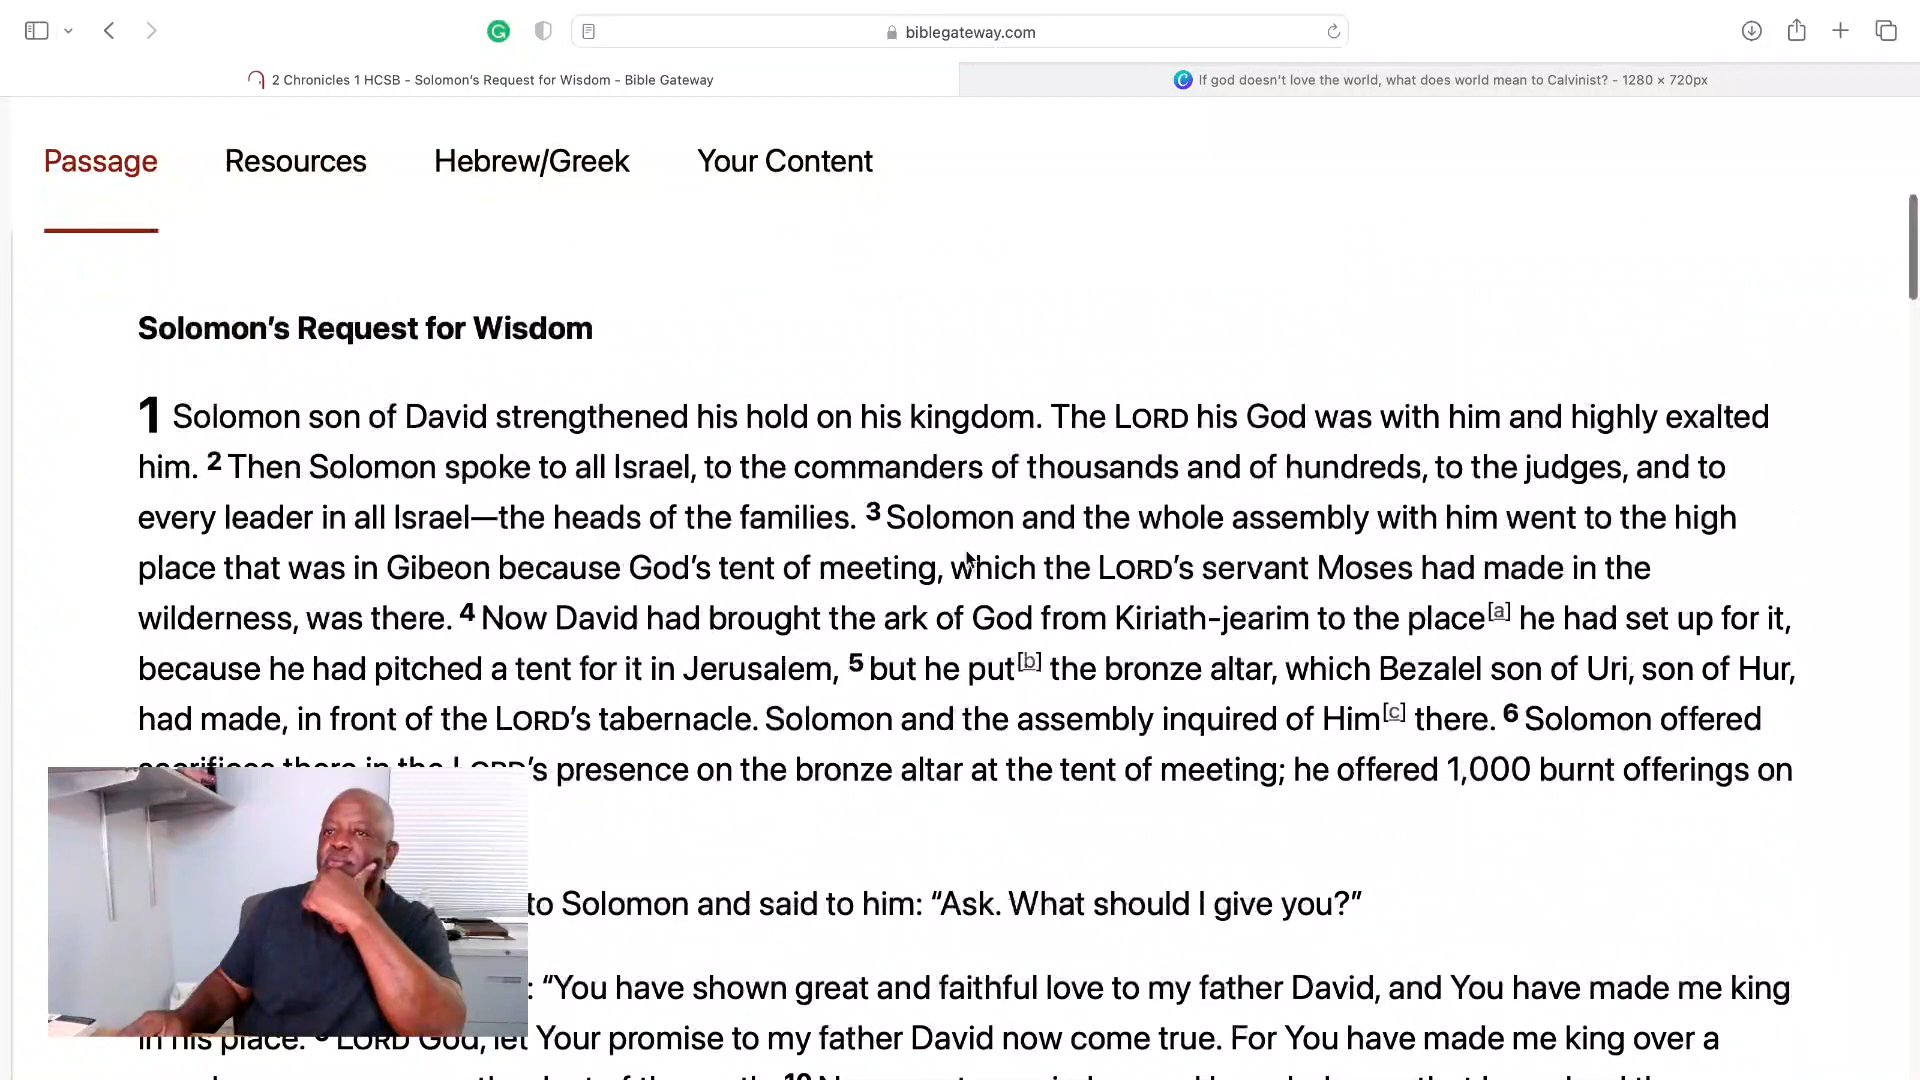 biblegateway.com
2 Chronicles 1 HCSB - Solomon's Request for Wisdom - Bible Gateway
If god doesn't love the world, what does world mean to Calvinist? - 1280 × 720px
Passage Resources Hebrew/Greek Your Content
Solomon's Request for Wisdom
1 Solomon son of David strengthened his hold on his kingdom. The LORD his God was with him and highly exalted
him. 2 Then Solomon spoke to all Israel, to the commanders of thousands and of hundreds, to the judges, and to
every leader in all Israel—the heads of the families. 3 Solomon and the whole assembly with him went to the high
place that was in Gibeon because God's tent of meeting, which the LORD's servant Moses had made in the
wilderness, was there. 4 Now David had brought the ark of God from Kiriath-jearim to the place[a] he had set up for it,
because he had pitched a tent for it in Jerusalem, 5 but he put[b] the bronze altar, which Bezalel son of Uri, son of Hur,
had made, in front of the LORD's tabernacle. Solomon and the assembly inquired of Him[c] there. 6 Solomon offered
sacrifices there in the LORD's presence on the bronze altar at the tent of meeting; he offered 1,000 burnt offerings on
to Solomon and said to him: “Ask. What should I give you?”
: “You have shown great and faithful love to my father David, and You have made me king
in his place. LORD God, let Your promise to my father David now come true. For You have made me king over a
10